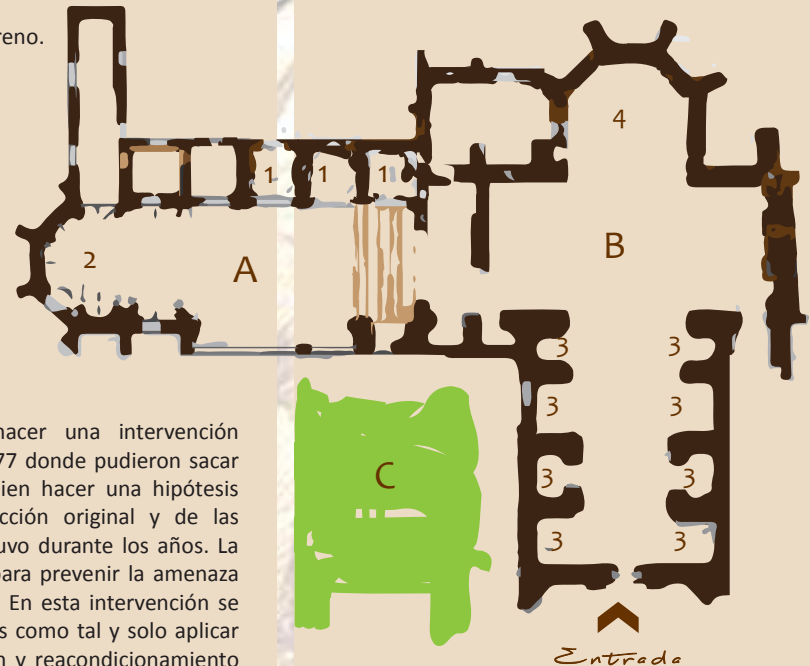 reno.
4
1 1 1
2 A B
3 3
3 3
C
3 3
3 3
Entrada
hacer una intervención
77 donde pudieron sacar
ien hacer una hipótesis
cción original y de las
uvo durante los años. La
para prevenir la amenaza
En esta intervención se
s como tal y solo aplicar
n y reacondicionamiento